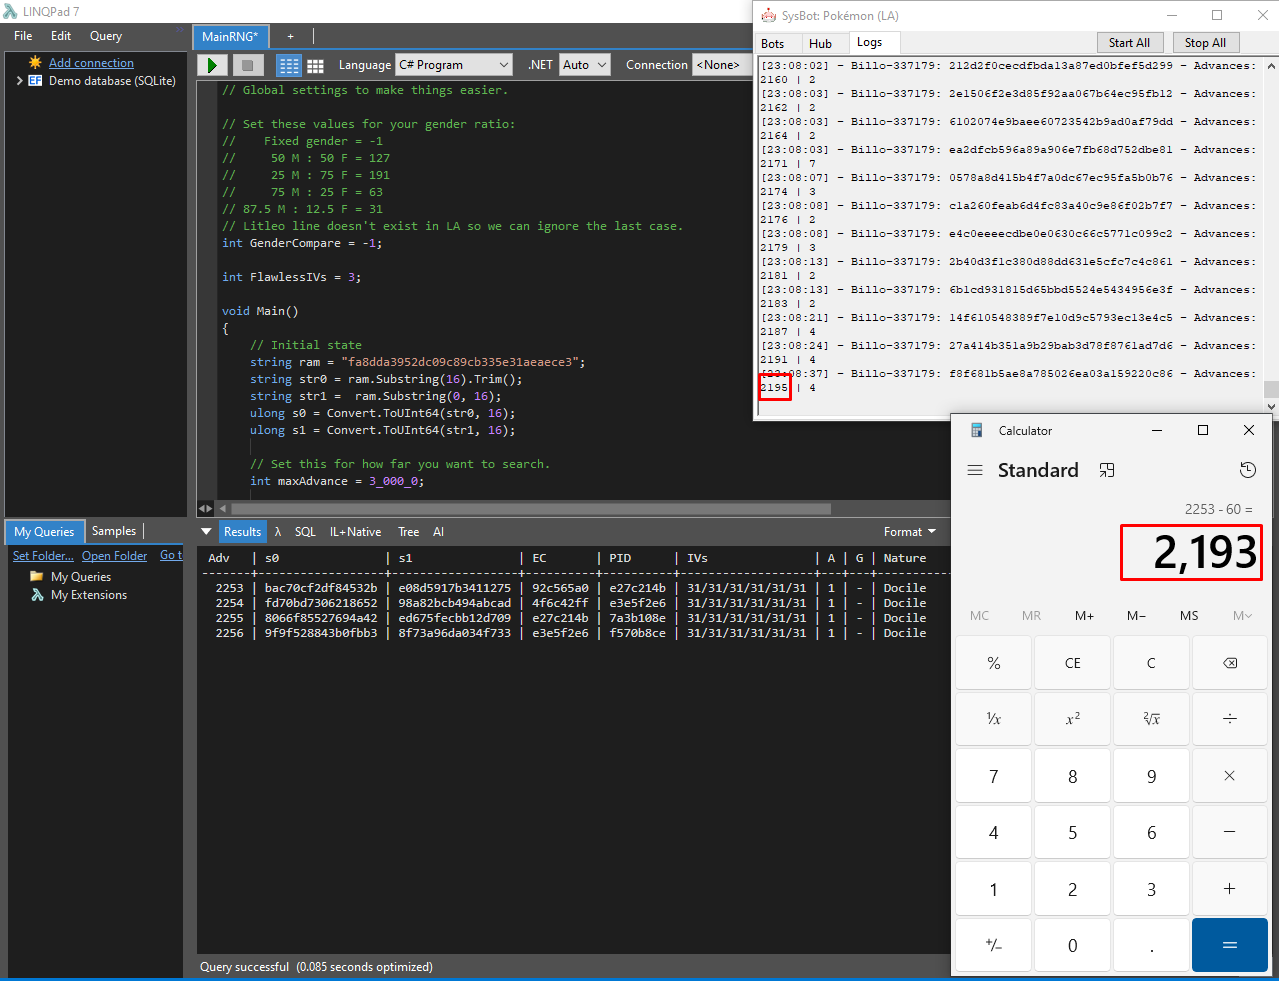 LINQPad 7
File Edit Query
Add connection
EF Demo database (SQLite)
MainRNG* +
Language C# Program .NET Auto Connection <None>
// Global settings to make things easier.
// Set these values for your gender ratio:
//    Fixed gender = -1
//     50 M : 50 F = 127
//     25 M : 75 F = 191
//     75 M : 25 F = 63
// 87.5 M : 12.5 F = 31
// Litleo line doesn't exist in LA so we can ignore the last case.
int GenderCompare = -1;
int FlawlessIVs = 3;
void Main()
{
// Initial state
string ram = "fa8dda3952dc09c89cb335e31aeaece3";
string str0 = ram.Substring(16).Trim();
string str1 =  ram.Substring(0, 16);
ulong s0 = Convert.ToUInt64(str0, 16);
ulong s1 = Convert.ToUInt64(str1, 16);
// Set this for how far you want to search.
int maxAdvance = 3_000_0;
SysBot: Pokémon (LA)
Bots Hub Logs Start All Stop All
[23:08:02] - Billo-337179: 212d2f0cecdfbda13a87ed0bfef5d299 - Advances:
2160 | 2
[23:08:03] - Billo-337179: 2e1506f2e3d85f92aa067b64ec95fb12 - Advances:
2162 | 2
[23:08:03] - Billo-337179: 6102074e9baee60723542b9ad0af79dd - Advances:
2164 | 2
[23:08:03] - Billo-337179: ea2dfcb596a89a906e7fb68d752dbe81 - Advances:
2171 | 7
[23:08:07] - Billo-337179: 0578a8d415b4f7a0dc67ec95fa5b0b76 - Advances:
2174 | 3
[23:08:08] - Billo-337179: c1a260feab6d4fc83a40c9e86f02b7f7 - Advances:
2176 | 2
[23:08:08] - Billo-337179: e4c0eeeecdbe0e0630c66c5771c099c2 - Advances:
2179 | 3
[23:08:13] - Billo-337179: 2b40d3f1c380d88dd631e5cfc7c4c861 - Advances:
2181 | 2
[23:08:13] - Billo-337179: 6b1cd931815d65bbd5524e5434956e3f - Advances:
2183 | 2
[23:08:21] - Billo-337179: 14f610548389f7e10d9c5793ec13e4c5 - Advances:
2187 | 4
[23:08:24] - Billo-337179: 27a414b351a9b29bab3d78f8761ad7d6 - Advances:
2191 | 4
[23:08:37] - Billo-337179: f8f681b5ae8a785026ea03a159220c86 - Advances:
2195 | 4
My Queries Samples
Set Folder... Open Folder Go t
My Queries
My Extensions
Results λ SQL IL+Native Tree AI Format
Adv | s0 | s1 | EC | PID | IVs | A | G | Nature
2253 | bac70cf2df84532b | e08d5917b3411275 | 92c565a0 | e27c214b | 31/31/31/31/31/31 | 1 | - | Docile
2254 | fd70bd7306218652 | 98a82bcb494abcad | 4f6c42ff | e3e5f2e6 | 31/31/31/31/31/31 | 1 | - | Docile
2255 | 8066f85527694a42 | ed675fecbb12d709 | e27c214b | 7a3b108e | 31/31/31/31/31/31 | 1 | - | Docile
2256 | 9f9f528843b0fbb3 | 8f73a96da034f733 | e3e5f2e6 | f570b8ce | 31/31/31/31/31/31 | 1 | - | Docile
Query successful (0.085 seconds optimized)
Calculator
Standard
2253 - 60 =
2,193
MC MR M+ M− MS M˅
% CE C ⌫
¹/x x² ²√x ÷
7 8 9 ×
4 5 6 −
1 2 3 +
+/− 0 . =